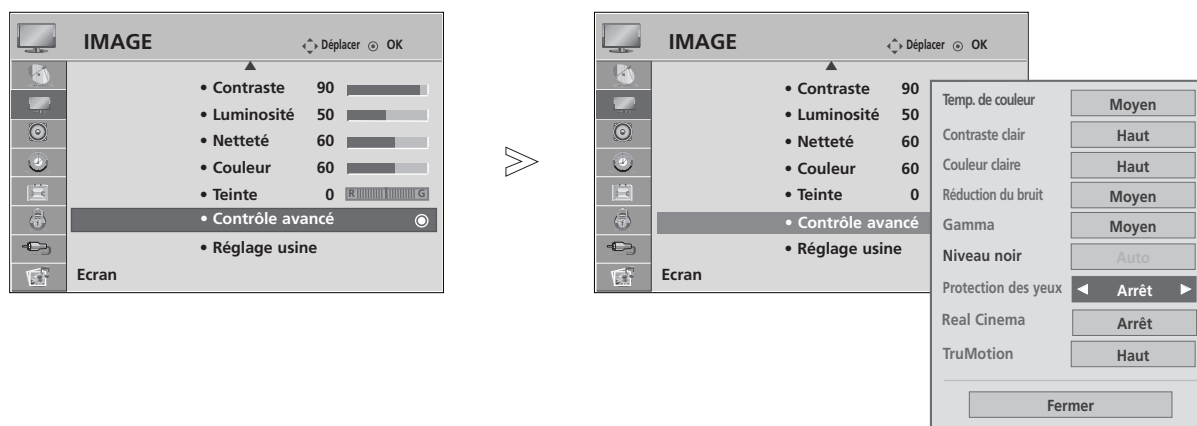 IMAGE
Déplacer
OK
• Contraste 90
• Luminosité 50
• Netteté 60
• Couleur 60
• Teinte 0 R G
• Contrôle avancé
• Réglage usine
Ecran
IMAGE
Déplacer
OK
• Contraste 90
• Luminosité 50
• Netteté 60
• Couleur 60
• Teinte 0
• Contrôle avancé
• Réglage usine
Ecran
Temp. de couleur Moyen
Contraste clair Haut
Couleur claire Haut
Réduction du bruit Moyen
Gamma Moyen
Niveau noir Auto
Protection des yeux ◀ Arrêt ▶
Real Cinema Arrêt
TruMotion Haut
Fermer